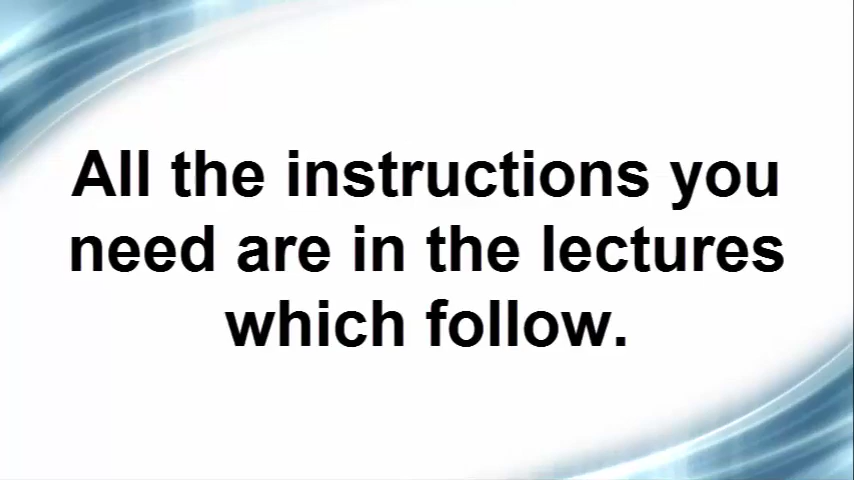 All the instructions you
need are in the lectures
which follow.